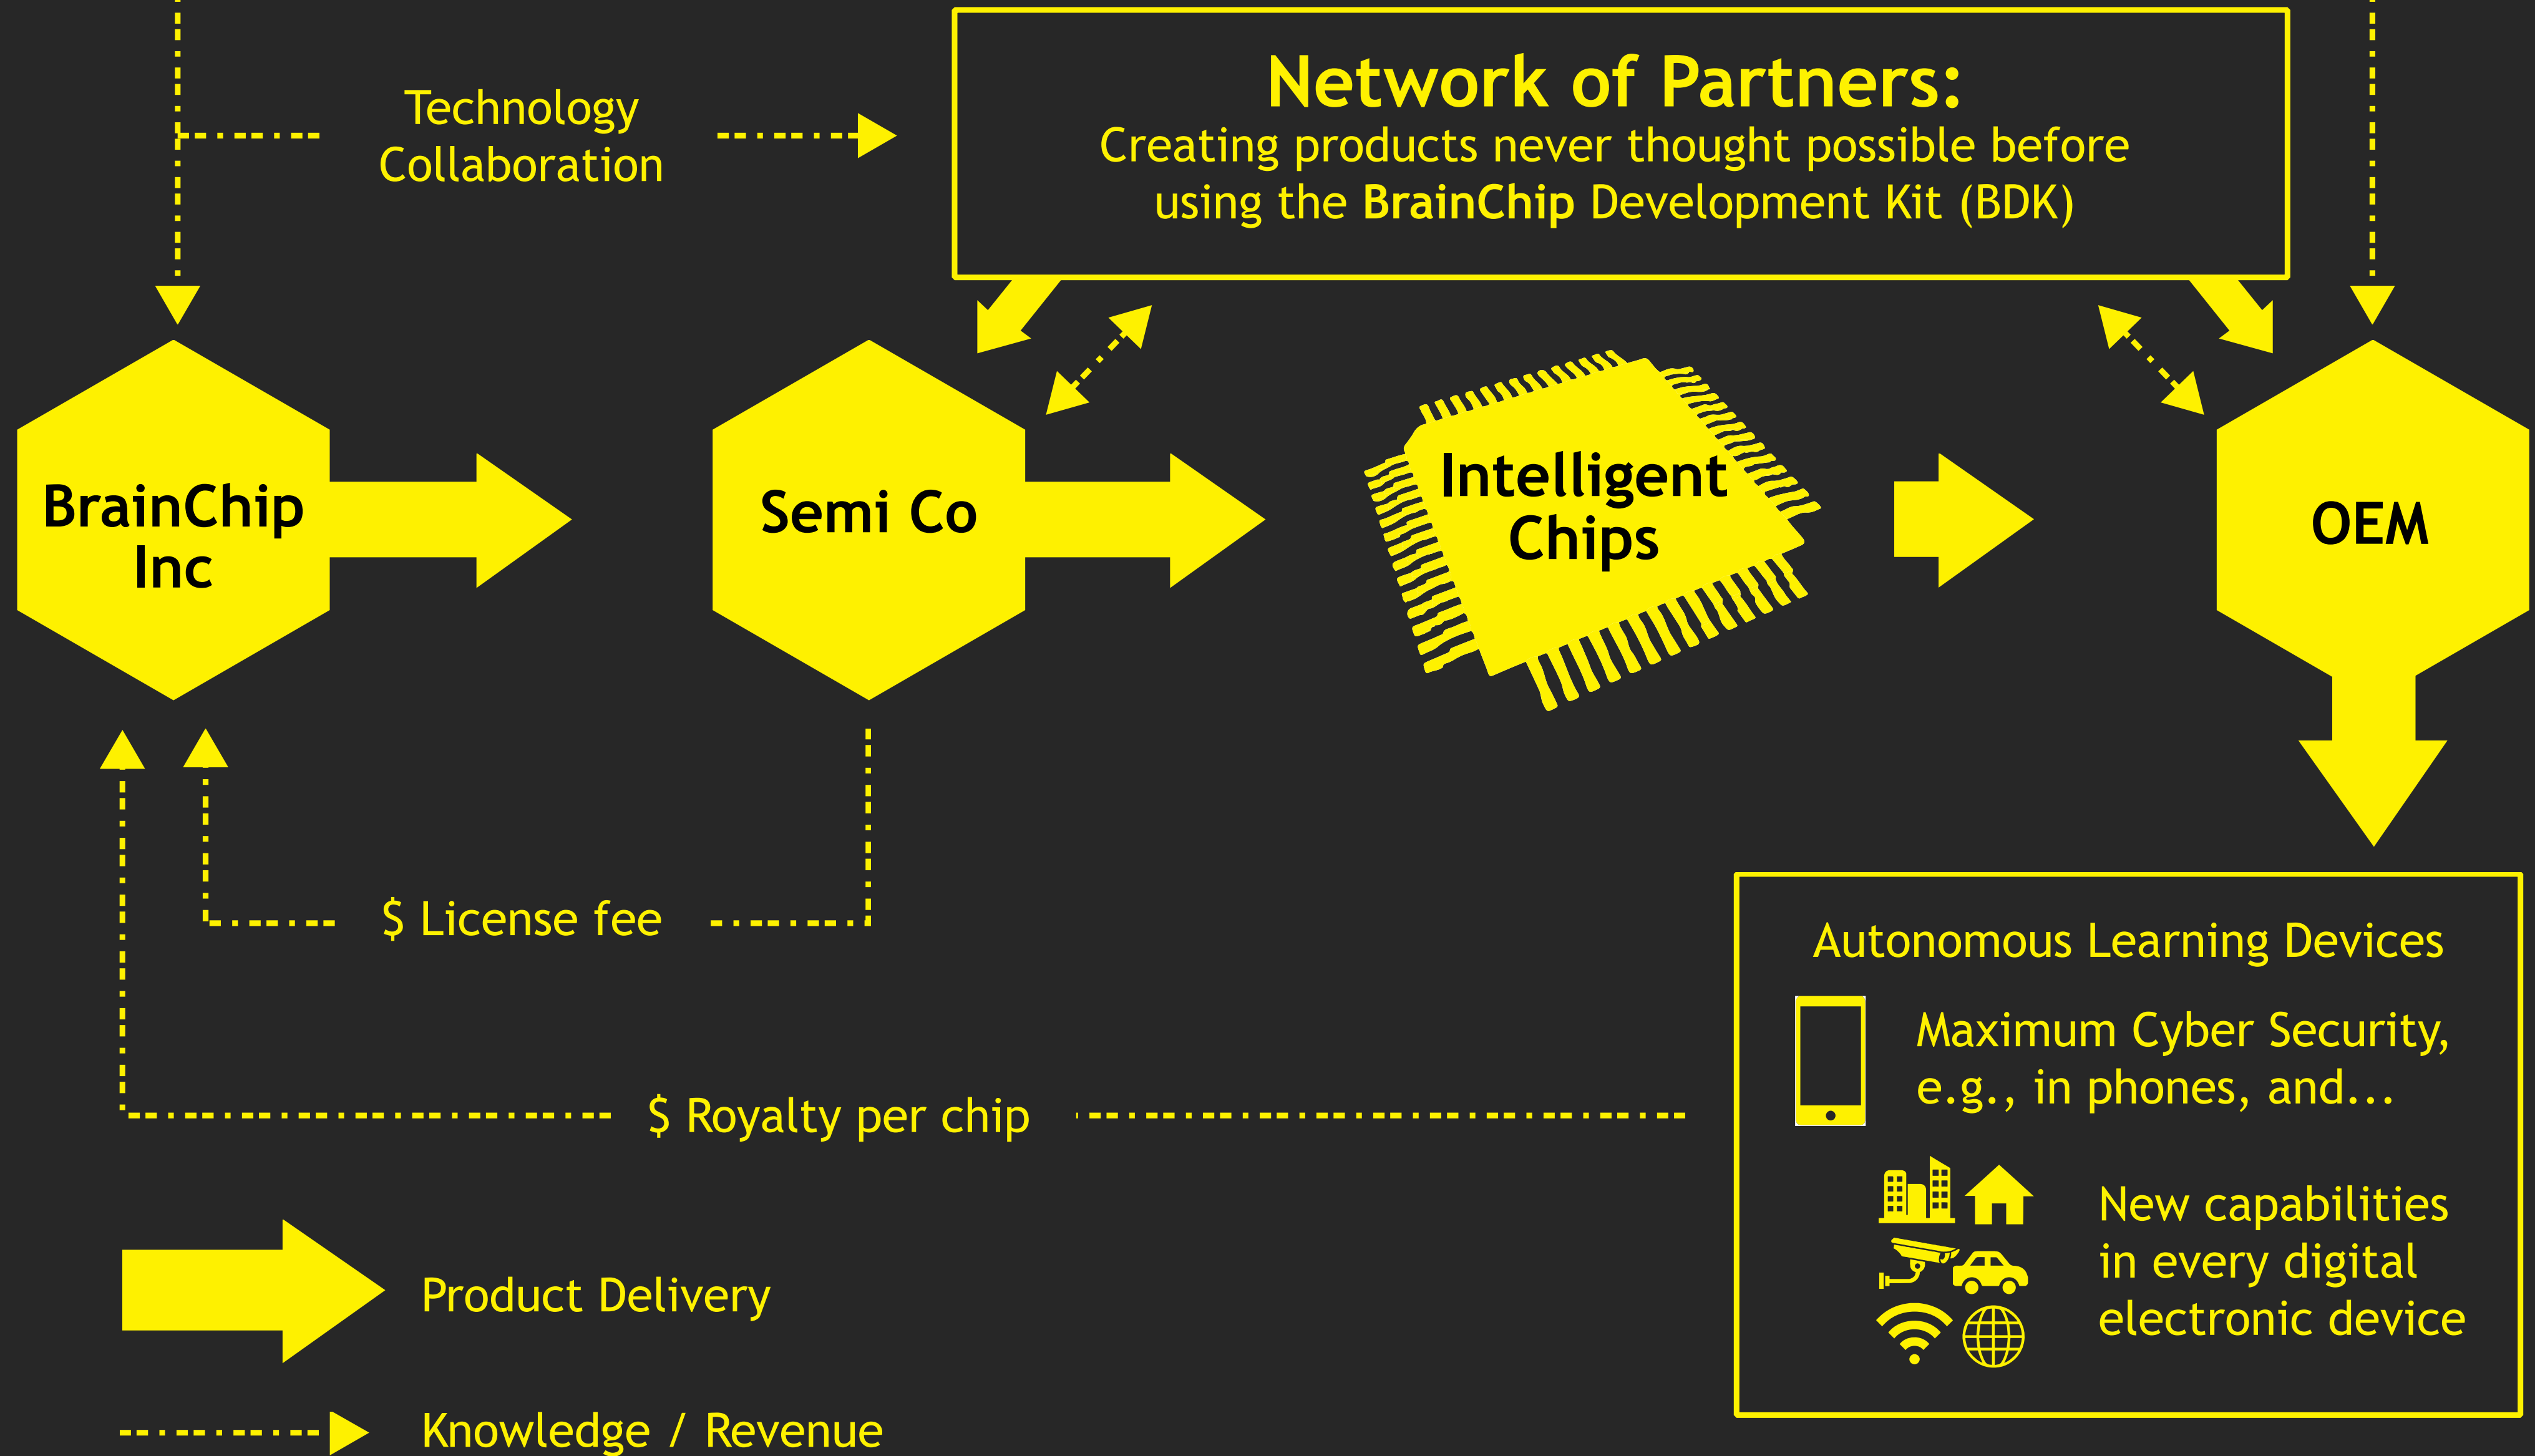 Technology
Collaboration
Network of Partners:
Creating products never thought possible before
using the BrainChip Development Kit (BDK)
BrainChip
Inc
Semi Co
Intelligent
Chips
OEM
$ License fee
$ Royalty per chip
Autonomous Learning Devices
Maximum Cyber Security,
e.g., in phones, and...
New capabilities
in every digital
electronic device
Product Delivery
Knowledge / Revenue